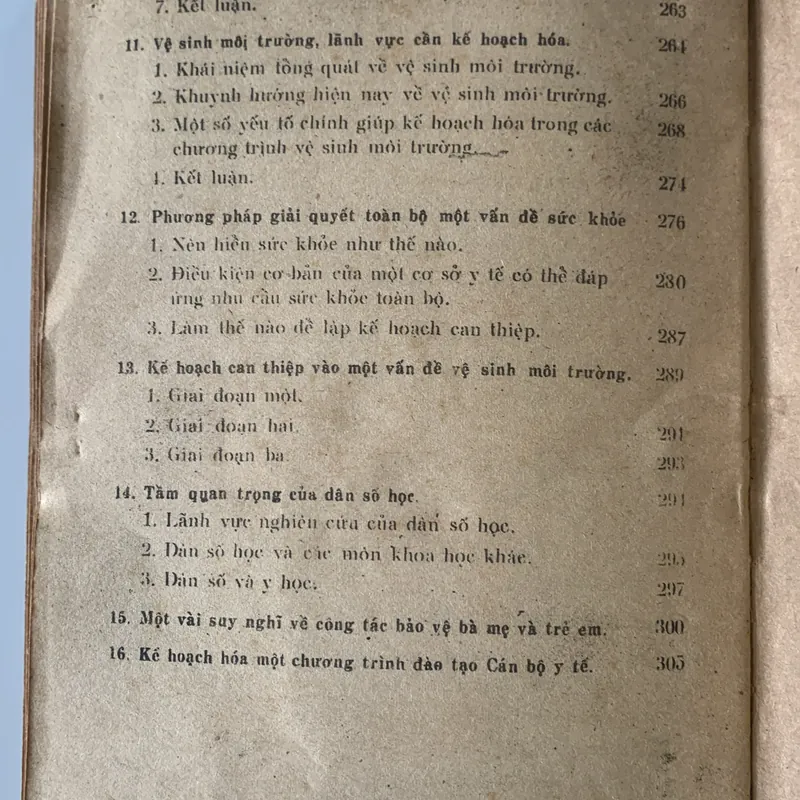 7. Kết luận. 263
11. Vệ sinh môi trường, lãnh vực cần kế hoạch hóa. 264
1. Khái niệm tổng quát về vệ sinh môi trường.
2. Khuynh hướng hiện nay về vệ sinh môi trường. 266
3. Một số yếu tố chính giúp kế hoạch hóa trong các 268
chương trình vệ sinh môi trường.
4. Kết luận. 274
12. Phương pháp giải quyết toàn bộ một vấn đề sức khỏe 276
1. Nên hiểu sức khỏe như thế nào.
2. Điều kiện cơ bản của một cơ sở y tế có thể đáp 280
ứng nhu cầu sức khỏe toàn bộ.
3. Làm thế nào để lập kế hoạch can thiệp. 287
13. Kế hoạch can thiệp vào một vấn đề vệ sinh môi trường. 289
1. Giai đoạn một.
2. Giai đoạn hai. 291
3. Giai đoạn ba. 293
14. Tầm quan trọng của dân số học. 294
1. Lãnh vực nghiên cứu của dân số học.
2. Dân số học và các môn khoa học khác. 295
3. Dân số và y học. 297
15. Một vài suy nghĩ về công tác bảo vệ bà mẹ và trẻ em. 300
16. Kế hoạch hóa một chương trình đào tạo Cán bộ y tế. 305